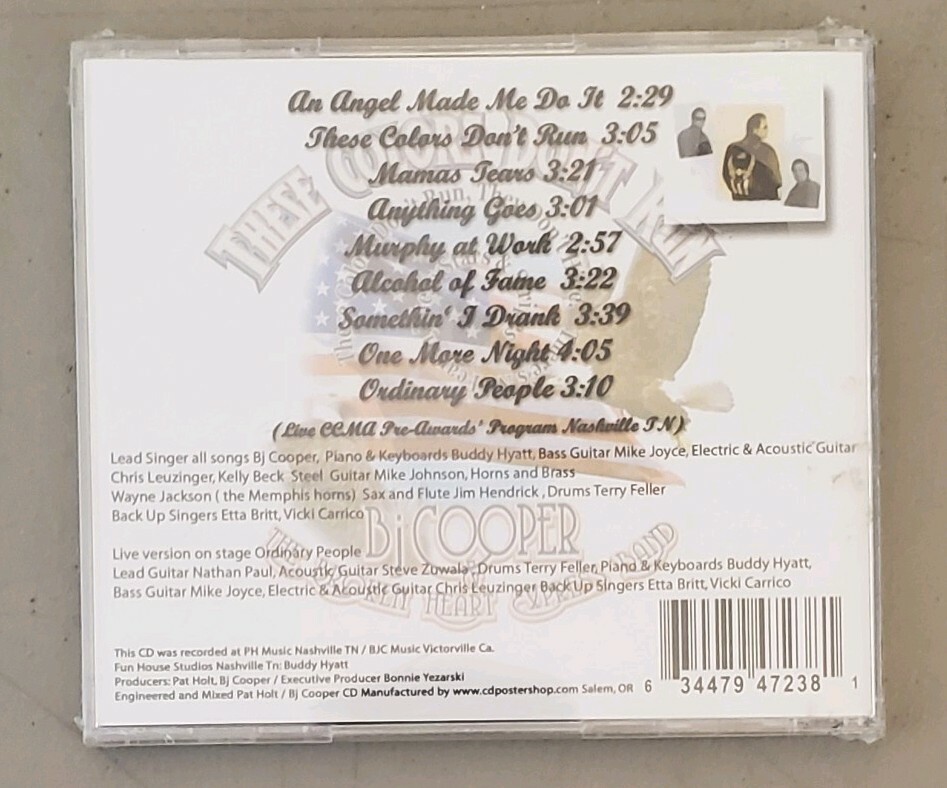 An Angel Made Me Do It 2:29
These Colors Don't Run 3:05
Mamas Tears 3:21
Anything Goes 3:01
Murphy at Work 2:57
Alcohol of Fame 3:22
Somethin' I Drank 3:39
One More Night 4:05
Ordinary People 3:10
(Live CCMA Pre-Awards' Program Nashville TN)
THESE COLORS DON'T RUN
Lead Singer all songs Bj Cooper, Piano & Keyboards Buddy Hyatt, Bass Guitar Mike Joyce, Electric & Acoustic Guitar
Chris Leuzinger, Kelly Beck Steel Guitar Mike Johnson, Horns and Brass
Wayne Jackson ( the Memphis horns) Sax and Flute Jim Hendrick , Drums Terry Feller
Back Up Singers Etta Britt, Vicki Carrico
Bj COOPER
Live version on stage Ordinary People
Lead Guitar Nathan Paul, Acoustic Guitar Steve Zuwala , Drums Terry Feller, Piano & Keyboards Buddy Hyatt,
Bass Guitar Mike Joyce, Electric & Acoustic Guitar Chris Leuzinger Back Up Singers Etta Britt, Vicki Carrico
This CD was recorded at PH Music Nashville TN / BJC Music Victorville Ca.
Fun House Studios Nashville Tn: Buddy Hyatt
Producers: Pat Holt, Bj Cooper / Executive Producer Bonnie Yezarski
Engineered and Mixed Pat Holt / Bj Cooper CD Manufactured by www.cdpostershop.com Salem, OR
6 34479 47238 1